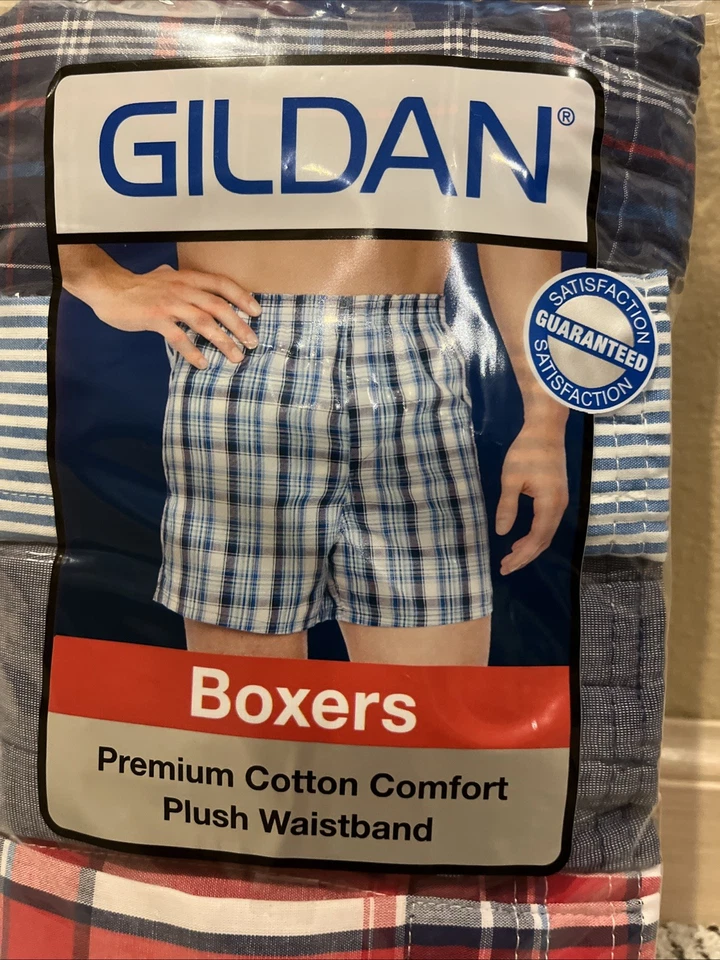 GILDAN®
SATISFACTION
GUARANTEED
SATISFACTION
Boxers
Premium Cotton Comfort
Plush Waistband